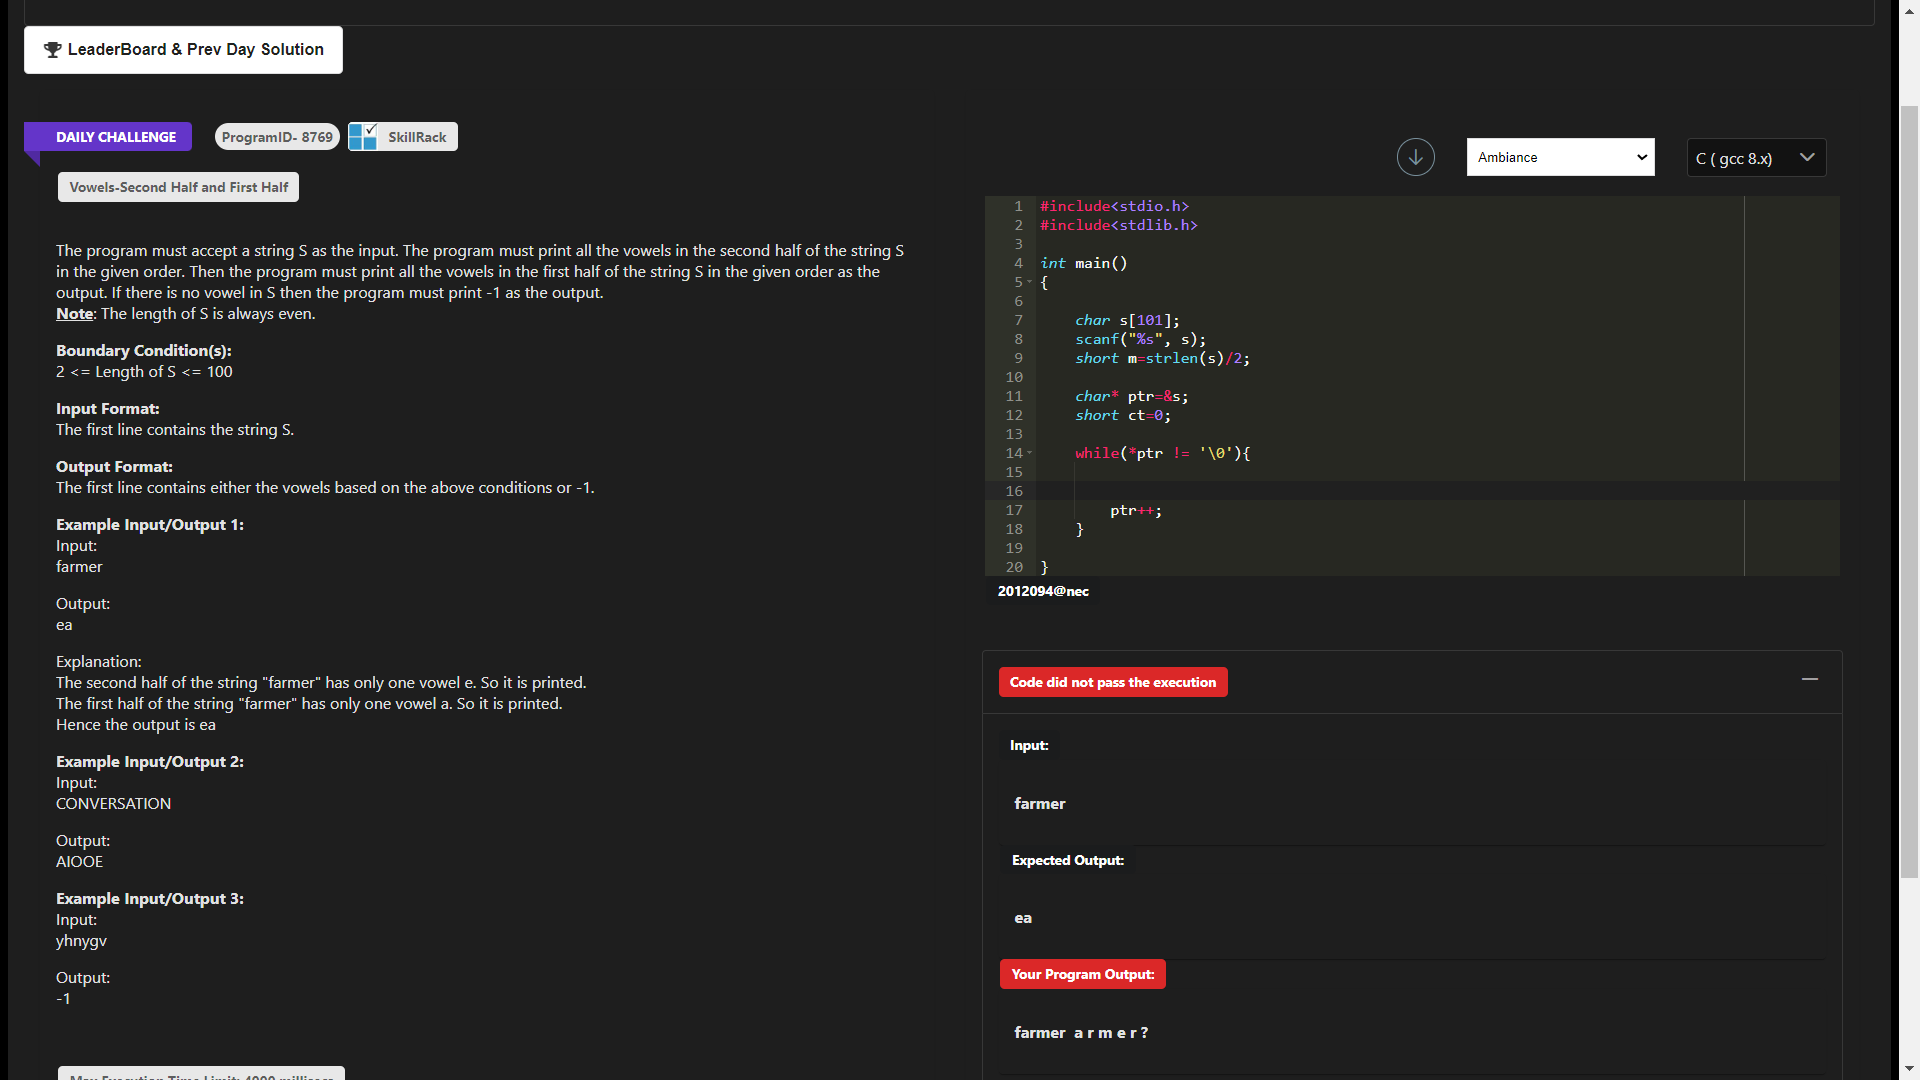 LeaderBoard & Prev Day Solution
DAILY CHALLENGE
ProgramID- 8769
SkillRack
Ambiance
C ( gcc 8.x)
Vowels-Second Half and First Half
The program must accept a string S as the input. The program must print all the vowels in the second half of the string S
in the given order. Then the program must print all the vowels in the first half of the string S in the given order as the
output. If there is no vowel in S then the program must print -1 as the output.
Note: The length of S is always even.
Boundary Condition(s):
2 <= Length of S <= 100
Input Format:
The first line contains the string S.
Output Format:
The first line contains either the vowels based on the above conditions or -1.
Example Input/Output 1:
Input:
farmer
Output:
ea
Explanation:
The second half of the string "farmer" has only one vowel e. So it is printed.
The first half of the string "farmer" has only one vowel a. So it is printed.
Hence the output is ea
Example Input/Output 2:
Input:
CONVERSATION
Output:
AIOOE
Example Input/Output 3:
Input:
yhnygv
Output:
-1
Max Execution Time Limit: 4000 millisec
1 #include<stdio.h>
2 #include<stdlib.h>
3
4 int main()
5 {
6
7 char s[101];
8 scanf("%s", s);
9 short m=strlen(s)/2;
10
11 char* ptr=&s;
12 short ct=0;
13
14 while(*ptr != '\0'){
15
16
17 ptr++;
18 }
19
20 }
2012094@nec
Code did not pass the execution
Input:
farmer
Expected Output:
ea
Your Program Output:
farmer a r m e r ?